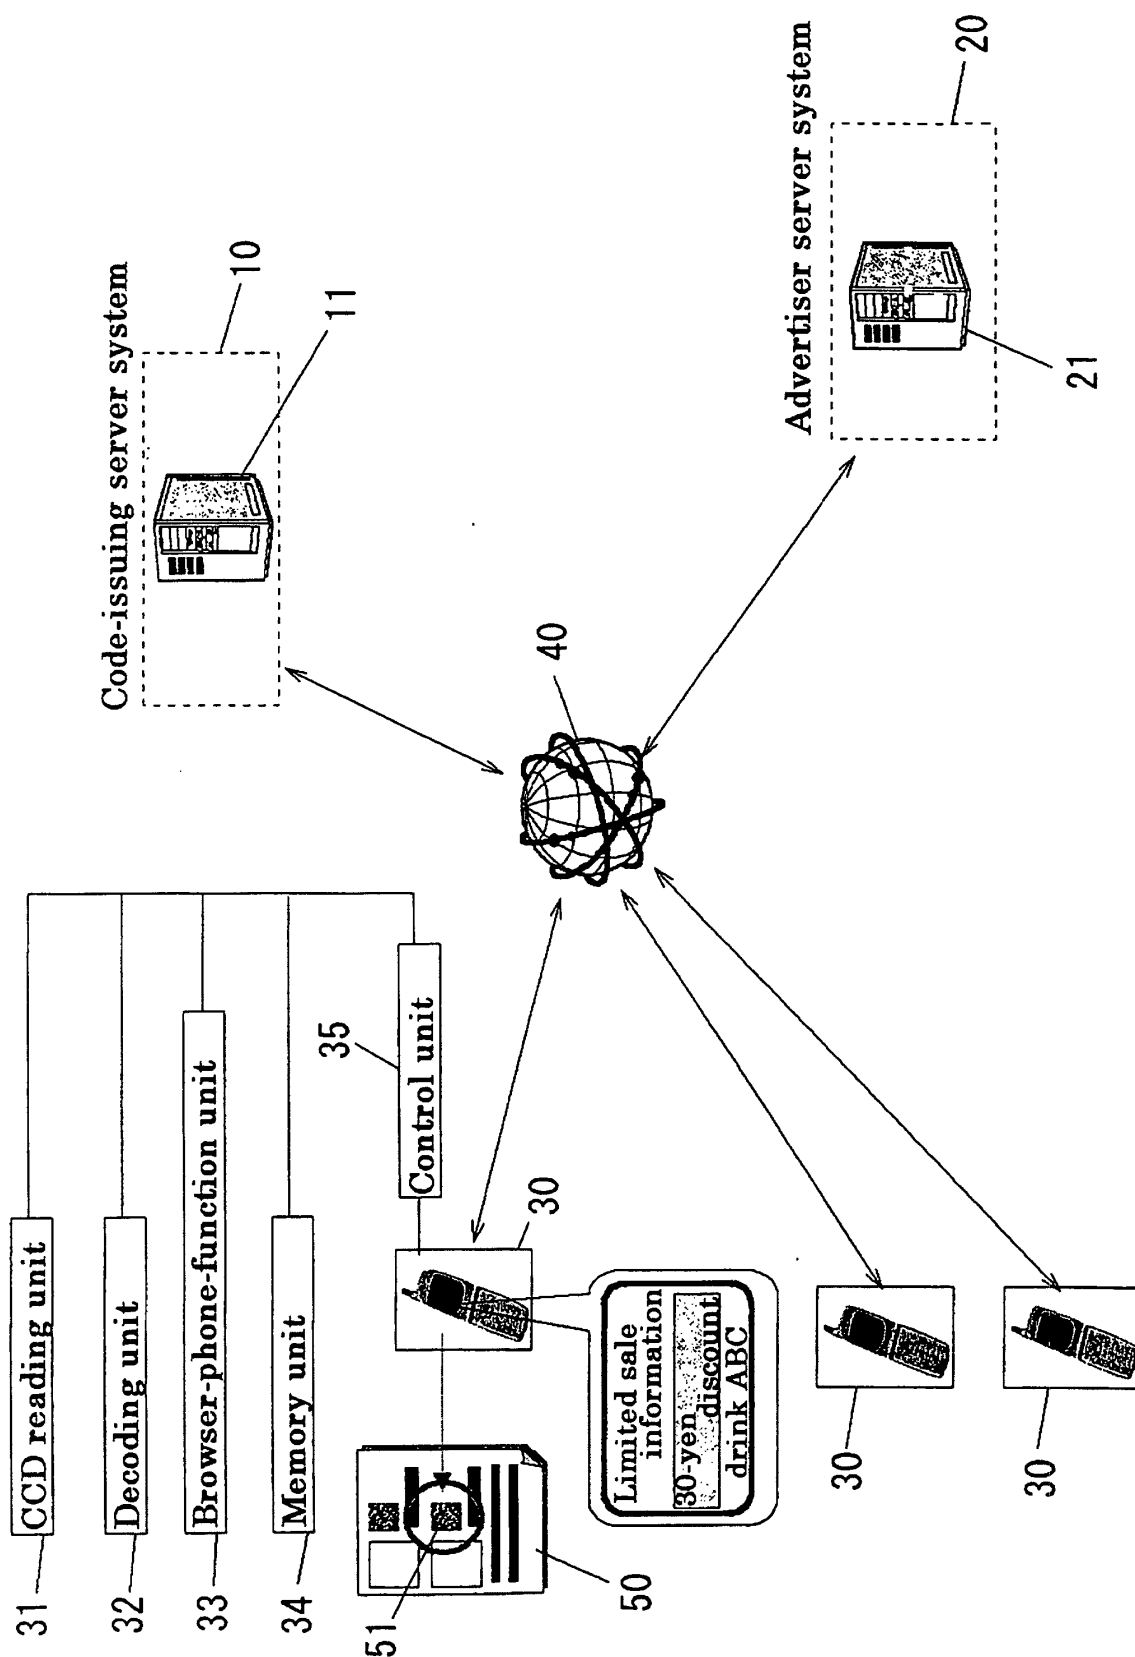 31
CCD reading unit
32
Decoding unit
33
Browser-phone-function unit
34
Memory unit
35
Control unit
51
50
30
Limited sale
information
30-yen
discount
drink ABC
30
30
40
Code-issuing server system
10
11
Advertiser server system
20
21